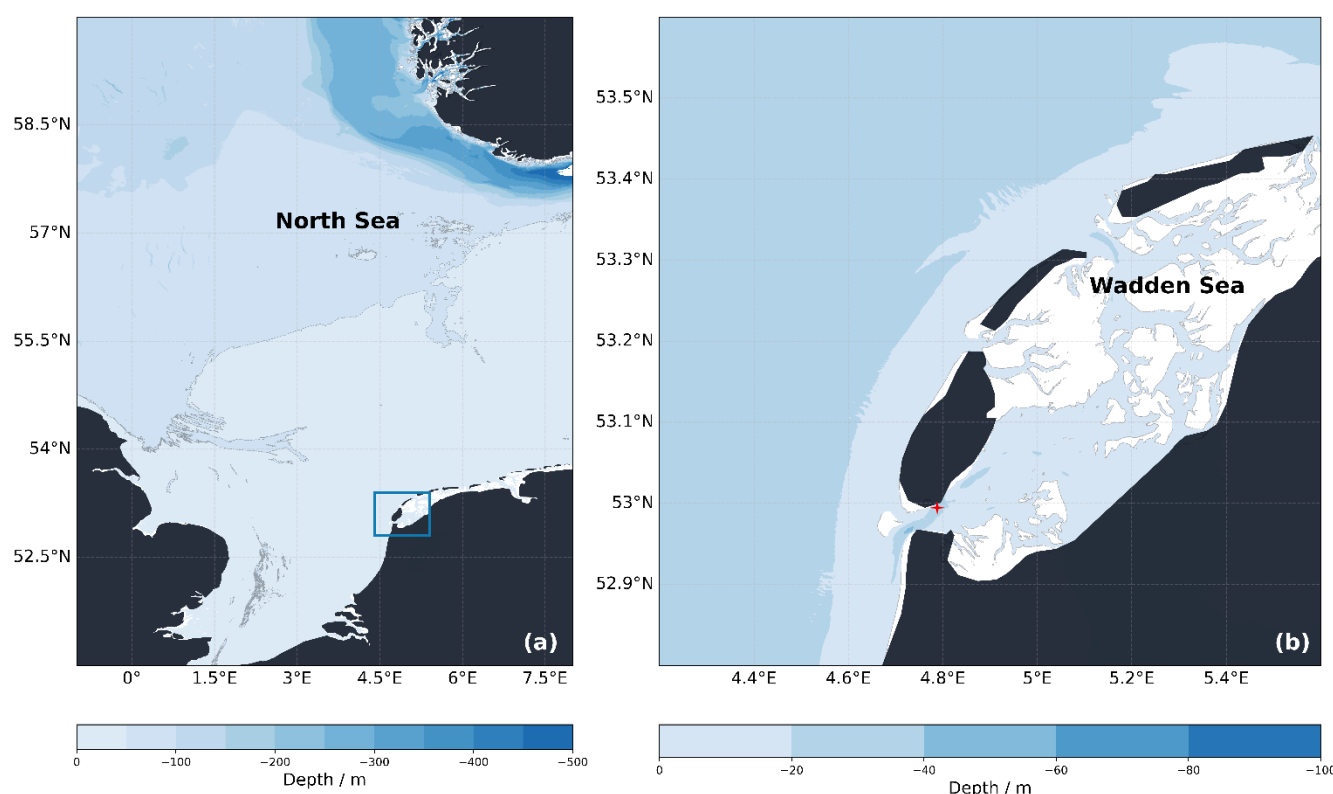 58.5°N
57°N
55.5°N
54°N
52.5°N
North Sea
(a)
0°
1.5°E
3°E
4.5°E
6°E
7.5°E
0
−100
−200
−300
−400
−500
Depth / m
53.5°N
53.4°N
53.3°N
53.2°N
53.1°N
53°N
52.9°N
Wadden Sea
(b)
4.4°E
4.6°E
4.8°E
5°E
5.2°E
5.4°E
0
−20
−40
−60
−80
−100
Depth / m